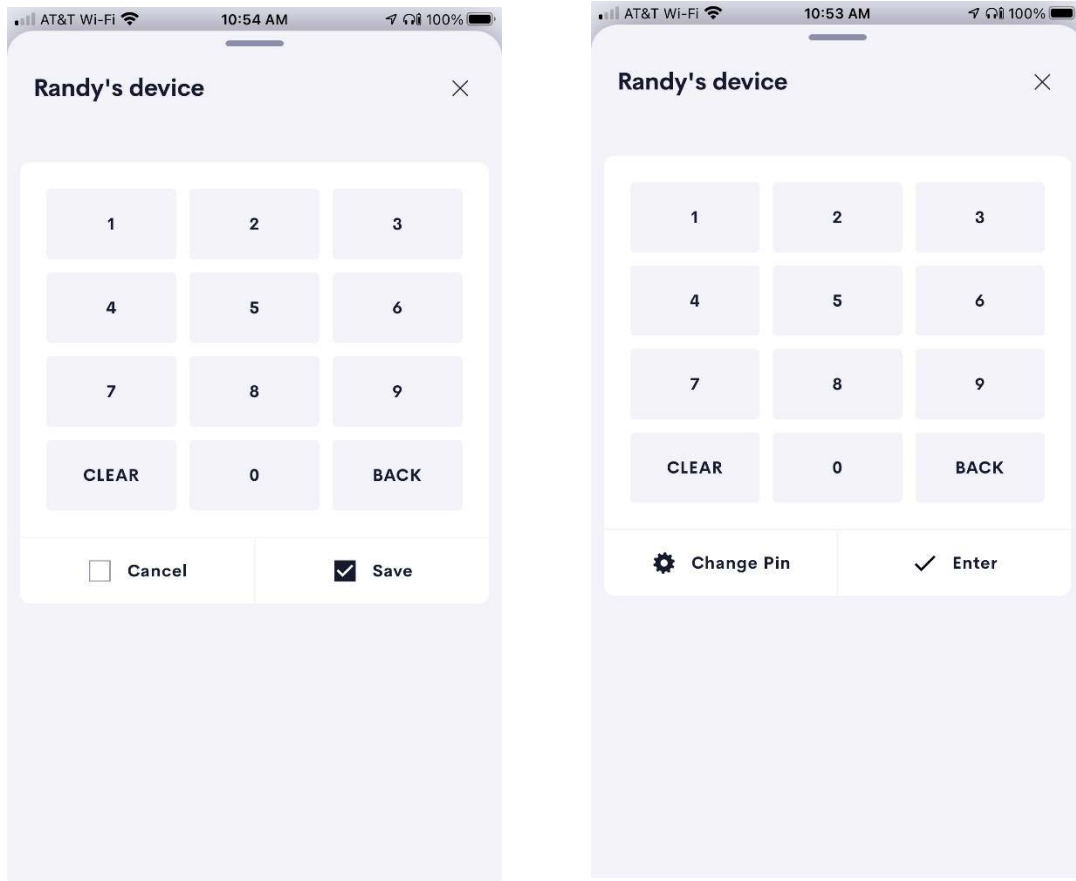 AT&T Wi-Fi 10:54 AM 100%
Randy's device
1 2 3
4 5 6
7 8 9
CLEAR 0 BACK
Cancel Save
AT&T Wi-Fi 10:53 AM 100%
Randy's device
1 2 3
4 5 6
7 8 9
CLEAR 0 BACK
Change Pin Enter